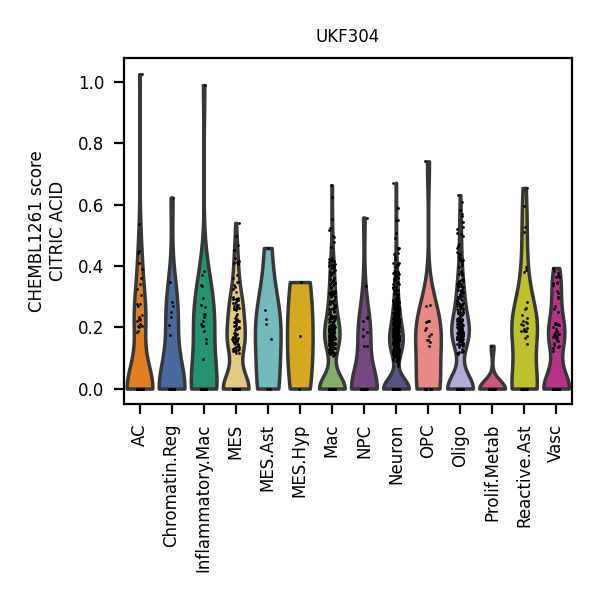 UKF304
CHEMBL1261 score
CITRIC ACID
1.0
0.8
0.6
0.4
0.2
0.0
AC
Chromatin.Reg
Inflammatory.Mac
MES
MES.Ast
MES.Hyp
Mac
NPC
Neuron
OPC
Oligo
Prolif.Metab
Reactive.Ast
Vasc